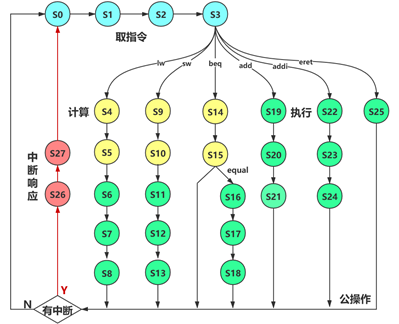 S0 S1 S2 S3
取指令
lw sw beq add addi eret
计算 S4 S9 S14 S19 执行 S22 S25
中断响应
S27 S5 S10 S15 S20 S23
equal
S26 S6 S11 S16 S21 S24
S7 S12 S17
S8 S13 S18
Y
N 有中断 公操作